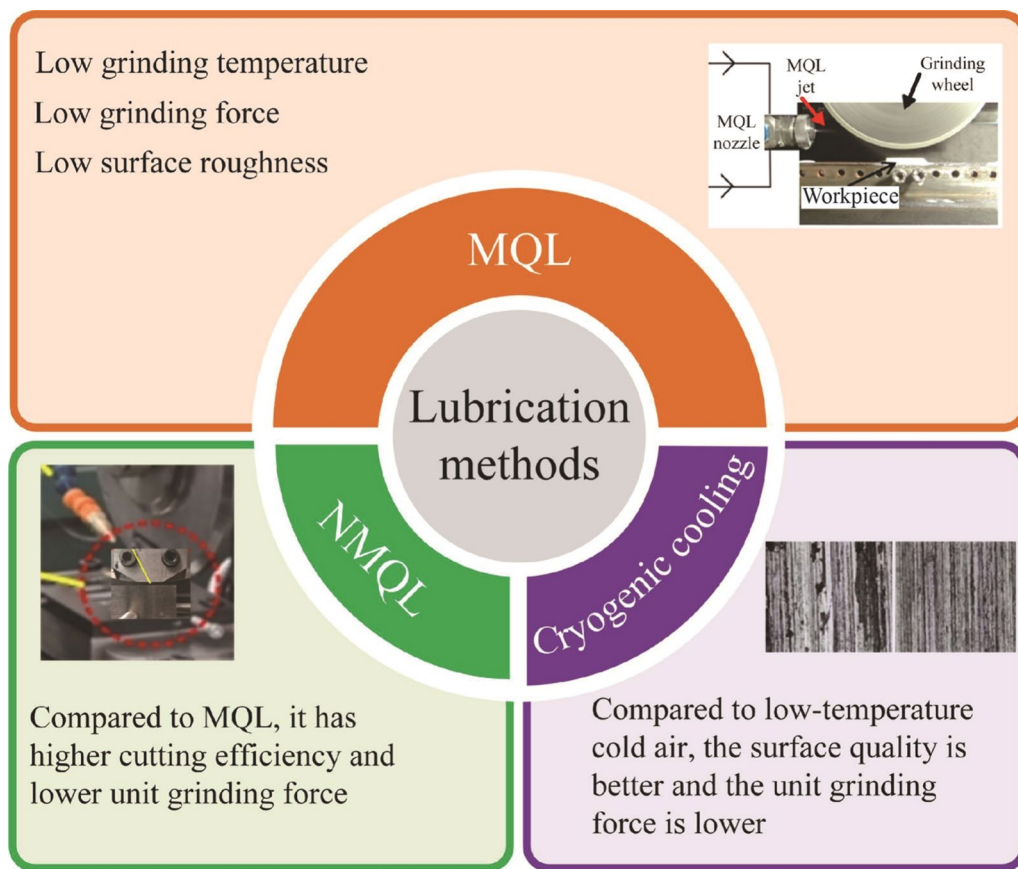 Low grinding temperature
Low grinding force
Low surface roughness
MQL
jet
Grinding
wheel
MQL
nozzle
Workpiece
MQL
Lubrication
methods
NMQL
Cryogenic cooling
Compared to MQL, it has
higher cutting efficiency and
lower unit grinding force
Compared to low-temperature
cold air, the surface quality is
better and the unit grinding
force is lower